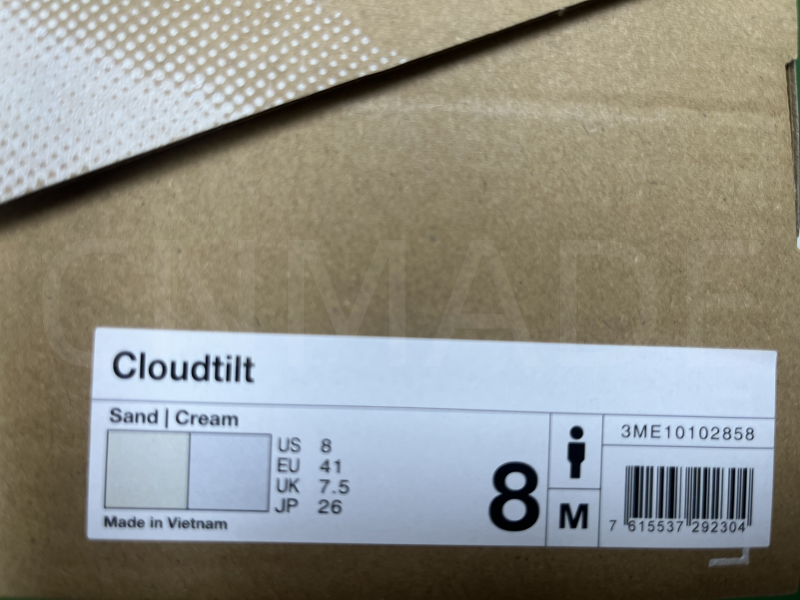 CNMADE
Cloudtilt
Sand | Cream
US 8
EU 41
UK 7.5
JP 26
8
M
3ME10102858
7 615537 292304
Made in Vietnam